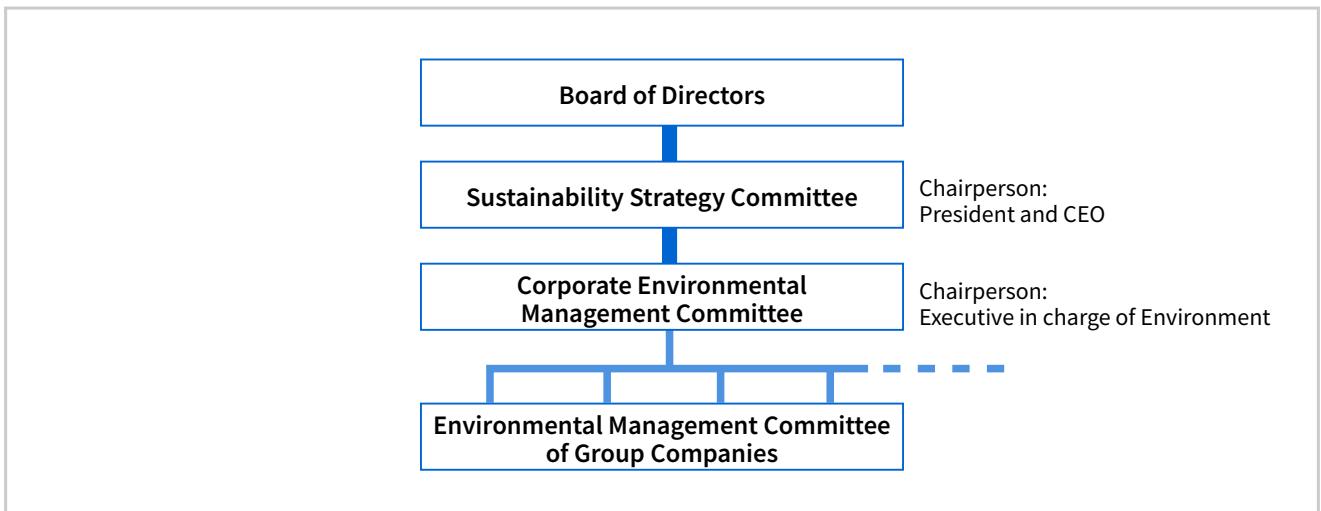 Board of Directors
Sustainability Strategy Committee
Chairperson:
President and CEO
Corporate Environmental
Management Committee
Chairperson:
Executive in charge of Environment
Environmental Management Committee
of Group Companies